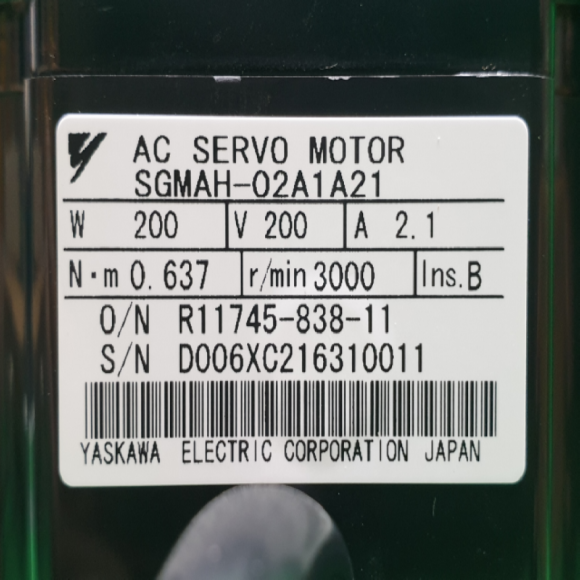 AC SERVO MOTOR
SGMAH-02A1A21
W 200 V 200 A 2.1
N·m 0.637 r/min 3000 Ins.B
O/N R11745-838-11
S/N D006XC216310011
YASKAWA ELECTRIC CORPORATION JAPAN